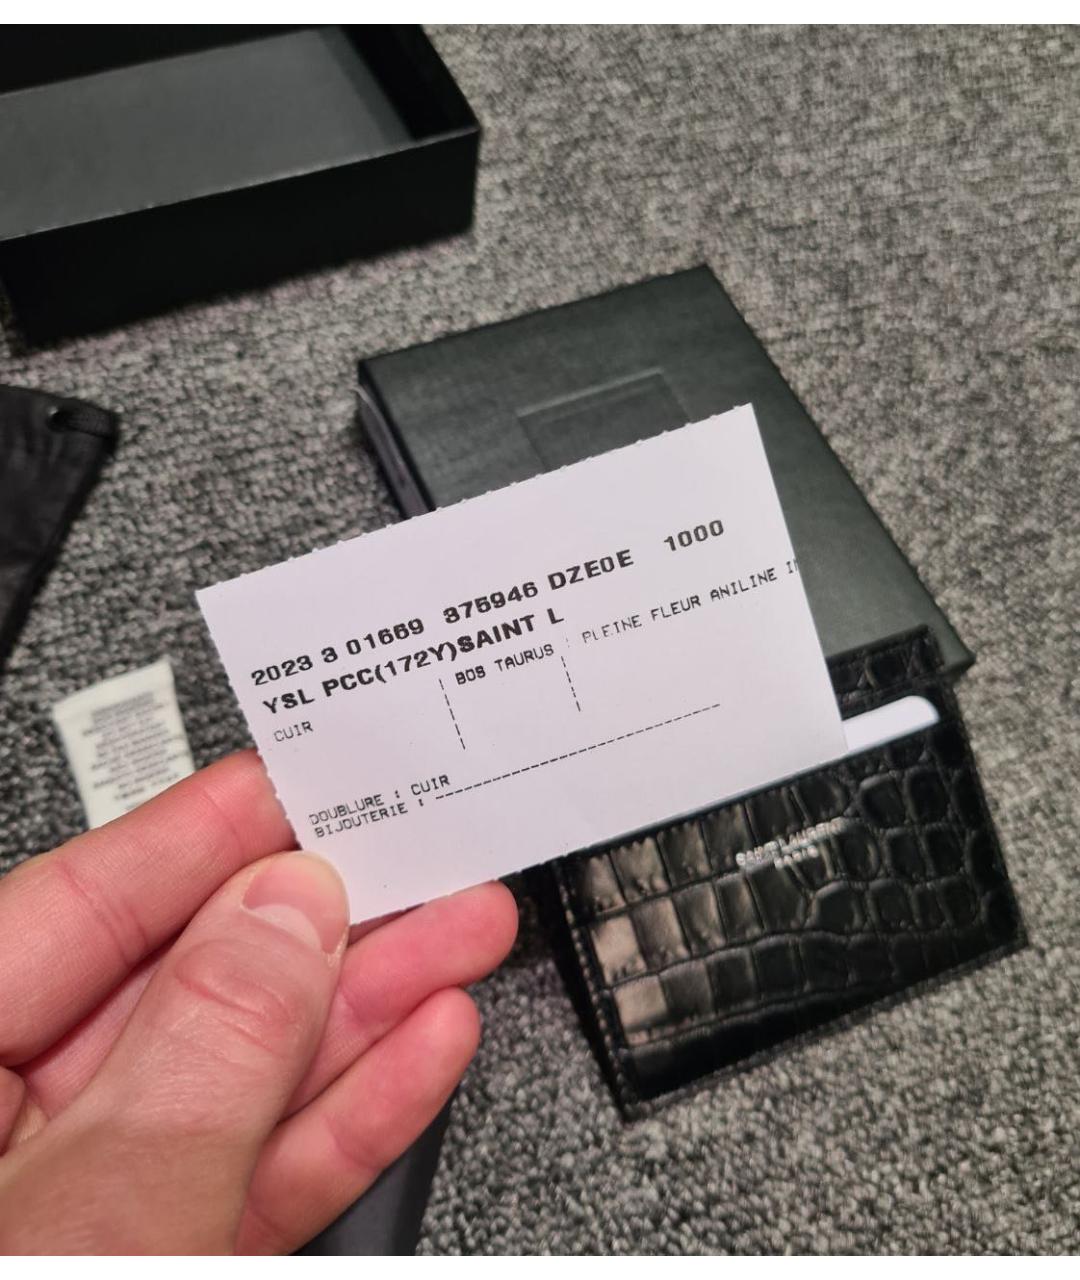 2023 3 01669 375946 DZE0E 1000
YSL PCC(172Y)SAINT L
CUIR
BOS TAURUS
PLEINE FLEUR ANILINE
DOUBLURE : CUIR
BIJOUTERIE :
SAINT LAURENT
PARIS